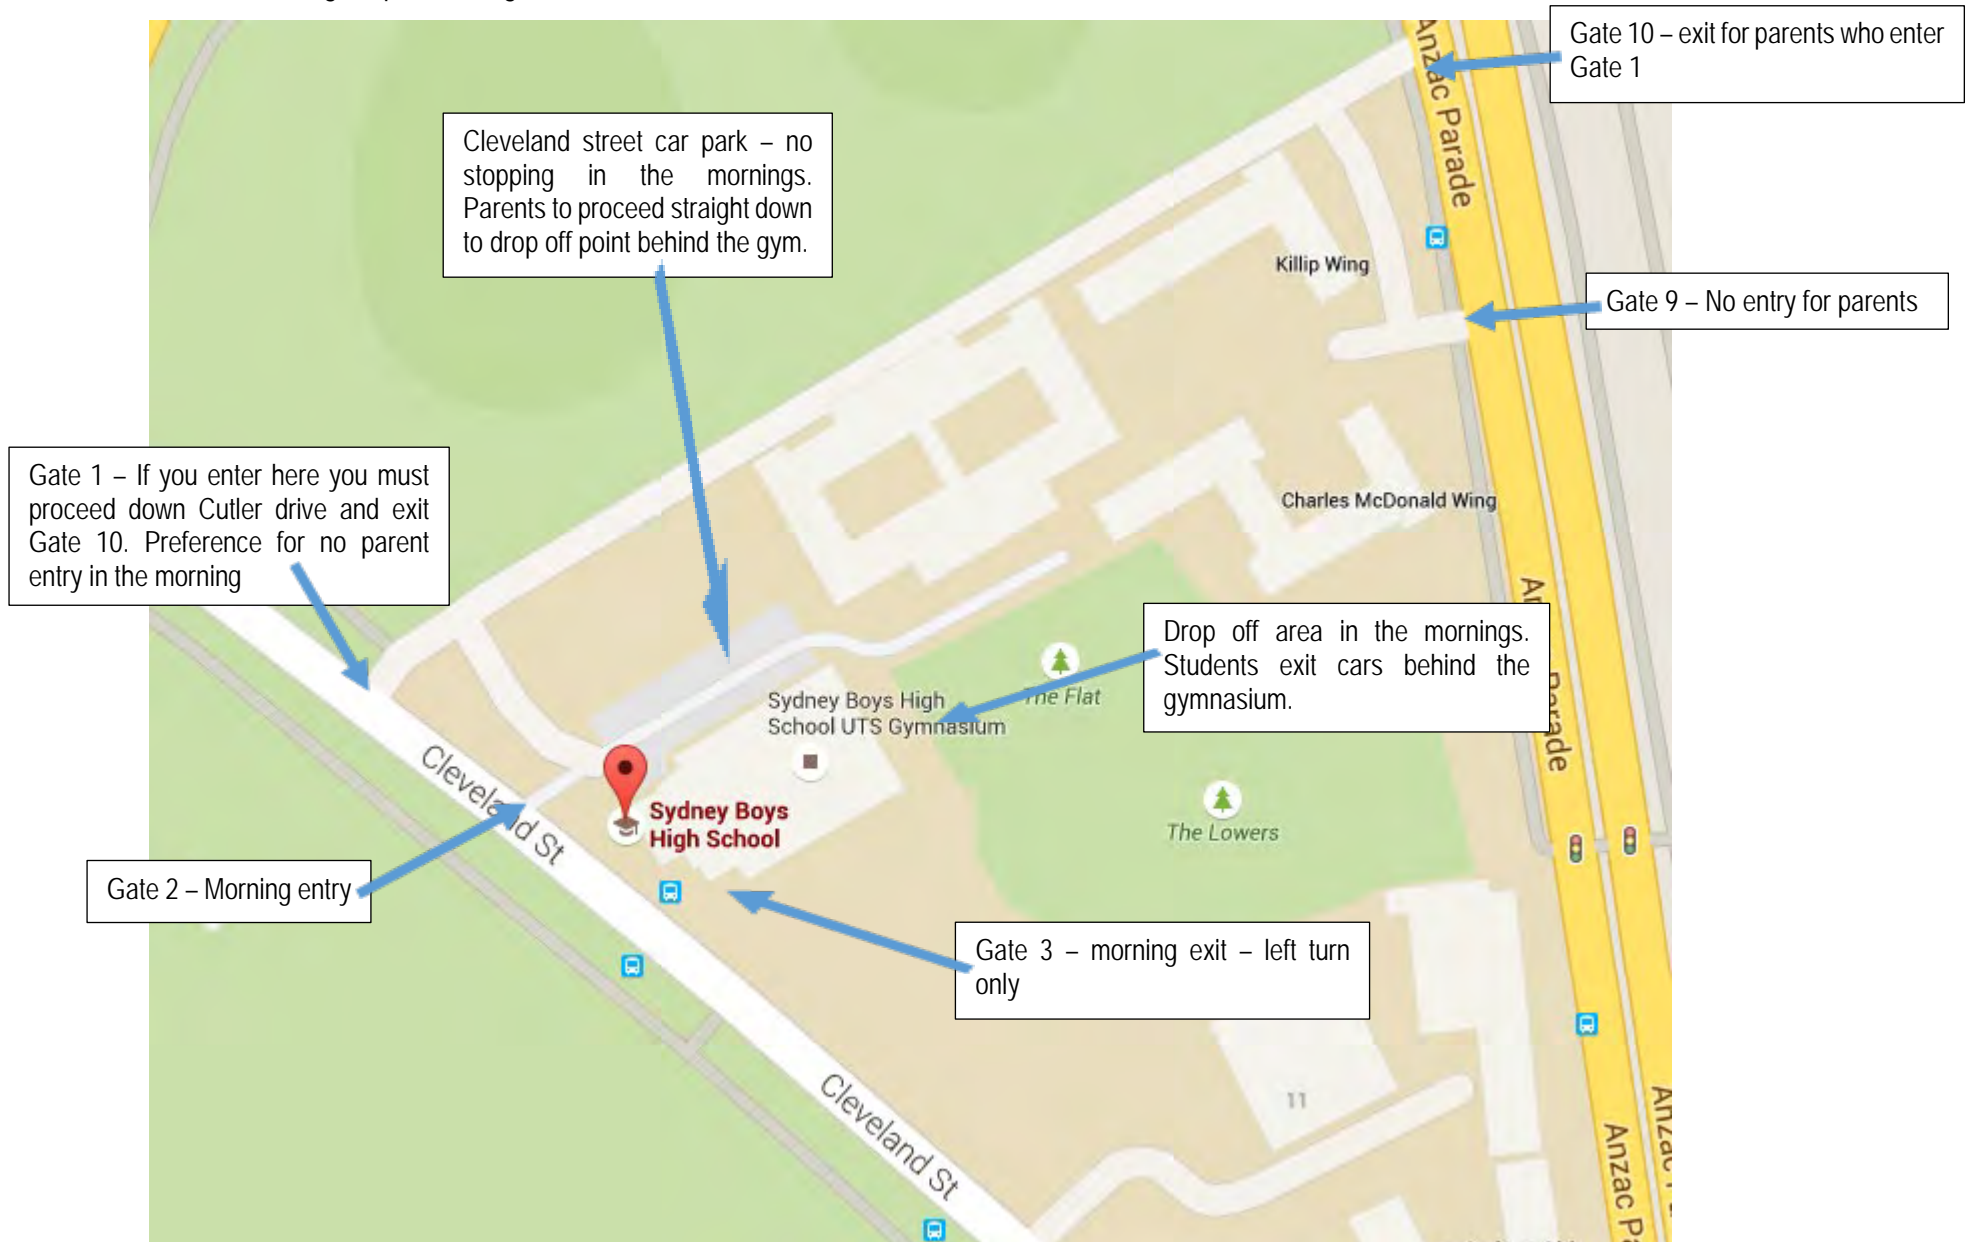 Gate 10 – exit for parents who enter
Gate 1
Anzac Parade
Cleveland street car park – no
stopping in the mornings.
Parents to proceed straight down
to drop off point behind the gym.
Killip Wing
Gate 9 – No entry for parents
Gate 1 – If you enter here you must
proceed down Cutler drive and exit
Gate 10. Preference for no parent
entry in the morning
Charles McDonald Wing
Drop off area in the mornings.
Students exit cars behind the
gymnasium.
Sydney Boys High
School UTS Gymnasium
The Flat
Cleveland St
Sydney Boys
High School
The Lowers
Gate 2 – Morning entry
Gate 3 – morning exit – left turn
only
11
Cleveland St
Anzac Pa